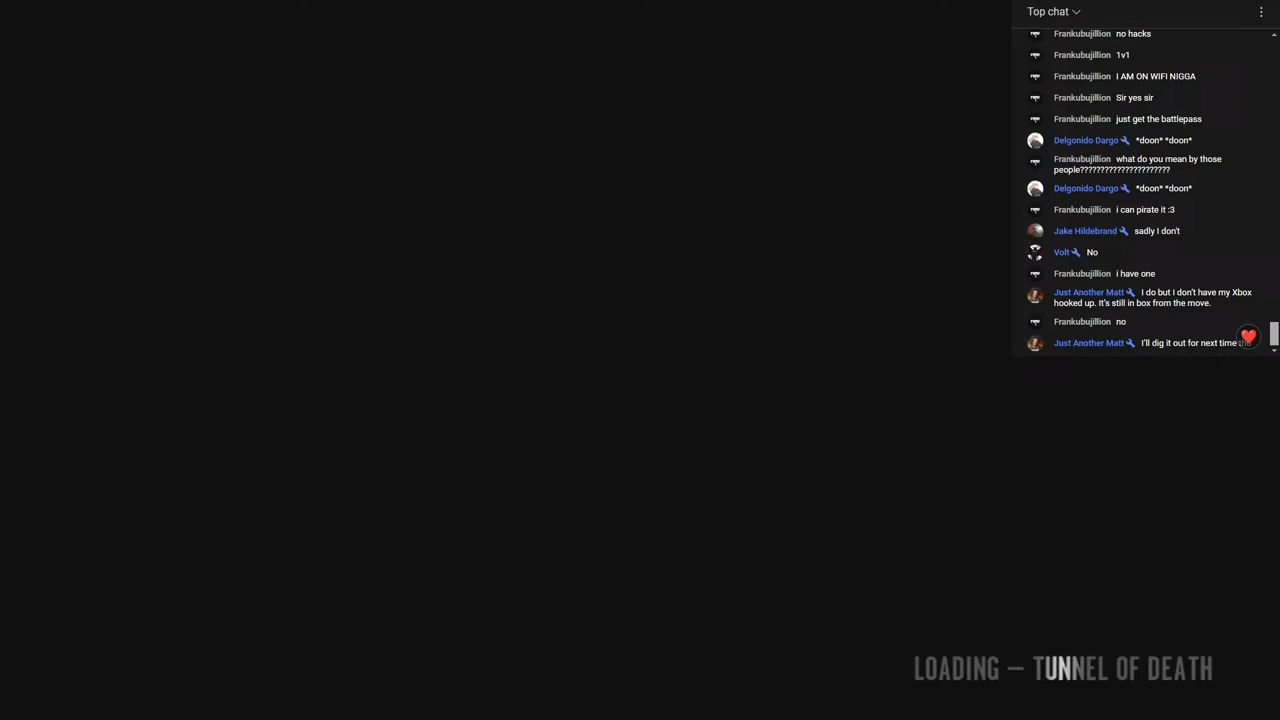 Top chat
Frankubujillion no hacks
Frankubujillion 1v1
Frankubujillion I AM ON WIFI NIGGA
Frankubujillion Sir yes sir
Frankubujillion just get the battlepass
Delgonido Dargo *doon* *doon*
Frankubujillion what do you mean by those
people??????????????????????
Delgonido Dargo *doon* *doon*
Frankubujillion i can pirate it :3
Jake Hildebrand sadly I don't
Volt No
Frankubujillion i have one
Just Another Matt I do but I don't have my Xbox
hooked up. It's still in box from the move.
Frankubujillion no
Just Another Matt I'll dig it out for next time
LOADING — TUNNEL OF DEATH